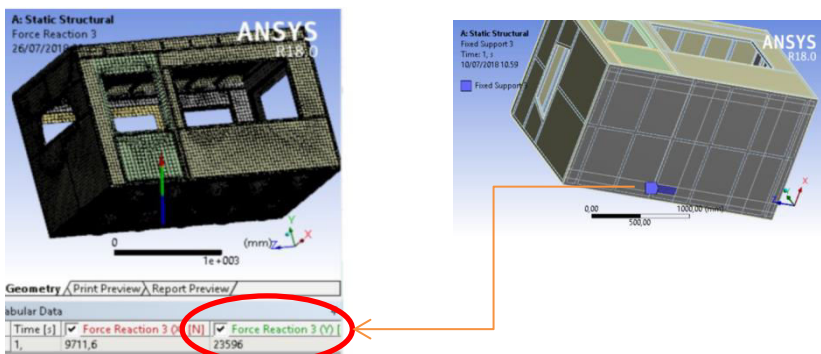 A: Static Structural
Force Reaction 3
26/07/2018
ANSYS
R18.0
0
(mm)
1e+003
Z
Y
X
Geometry Print Preview Report Preview
abular Data
Time [s] Force Reaction 3 (X) [N] Force Reaction 3 (Y) [
1, 9711,6 23596
A: Static Structural
Fixed Support 3
Time: 1, s
10/07/2018 10.59
Fixed Support
ANSYS
R18.0
0,00
1000,00 (mm)
500,00
X